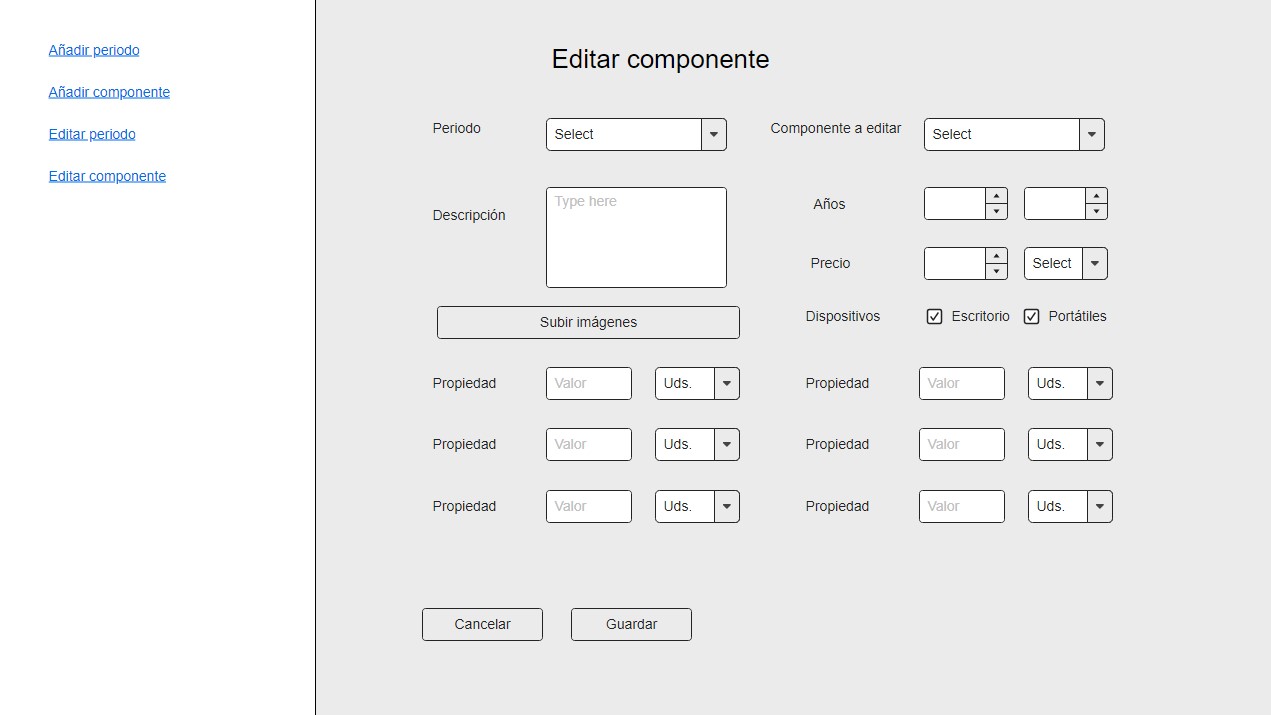 Añadir periodo
Añadir componente
Editar periodo
Editar componente
Editar componente
Periodo Select Componente a editar Select
Descripción Type here Años
Precio Select
Subir imágenes Dispositivos Escritorio Portátiles
Propiedad Valor Uds. Propiedad Valor Uds.
Propiedad Valor Uds. Propiedad Valor Uds.
Propiedad Valor Uds. Propiedad Valor Uds.
Cancelar Guardar